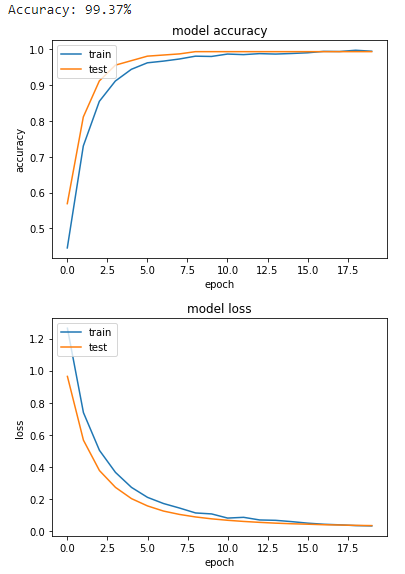 Accuracy: 99.37%
model accuracy
train
test
1.0
0.9
0.8
0.7
0.6
0.5
accuracy
0.0 2.5 5.0 7.5 10.0 12.5 15.0 17.5
epoch
model loss
train
test
1.2
1.0
0.8
0.6
0.4
0.2
0.0
loss
0.0 2.5 5.0 7.5 10.0 12.5 15.0 17.5
epoch